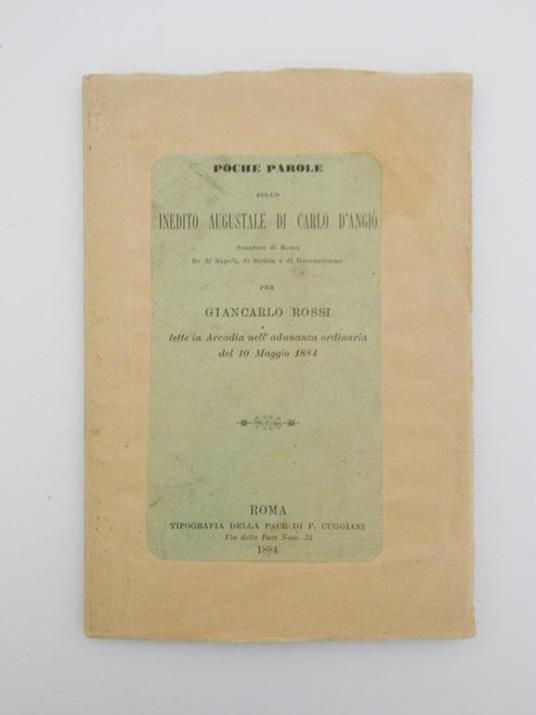 POCHE PAROLE
SULLO
INEDITO AUGUSTALE DI CARLO D'ANGIÒ
Senatore di Roma
Re di Napoli, di Sicilia e di Gerusalemme
PER
GIANCARLO ROSSI
lette in Arcadia nell'adunanza ordinaria
del 10 Maggio 1884
ROMA
TIPOGRAFIA DELLA PACE DI F. CUGGIANI
Via della Pace Num. 35
1884